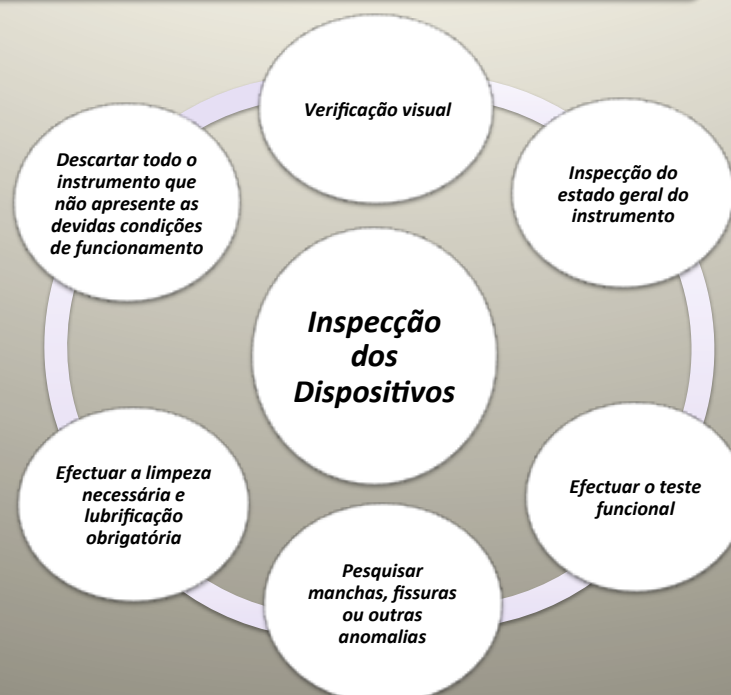 Verificação visual
Inspecção do
estado geral do
instrumento
Efectuar o teste
funcional
Pesquisar
manchas, fissuras
ou outras
anomalias
Efectuar a limpeza
necessária e
lubrificação
obrigatória
Descartar todo o
instrumento que
não apresente as
devidas condições
de funcionamento
Inspecção
dos
Dispositivos